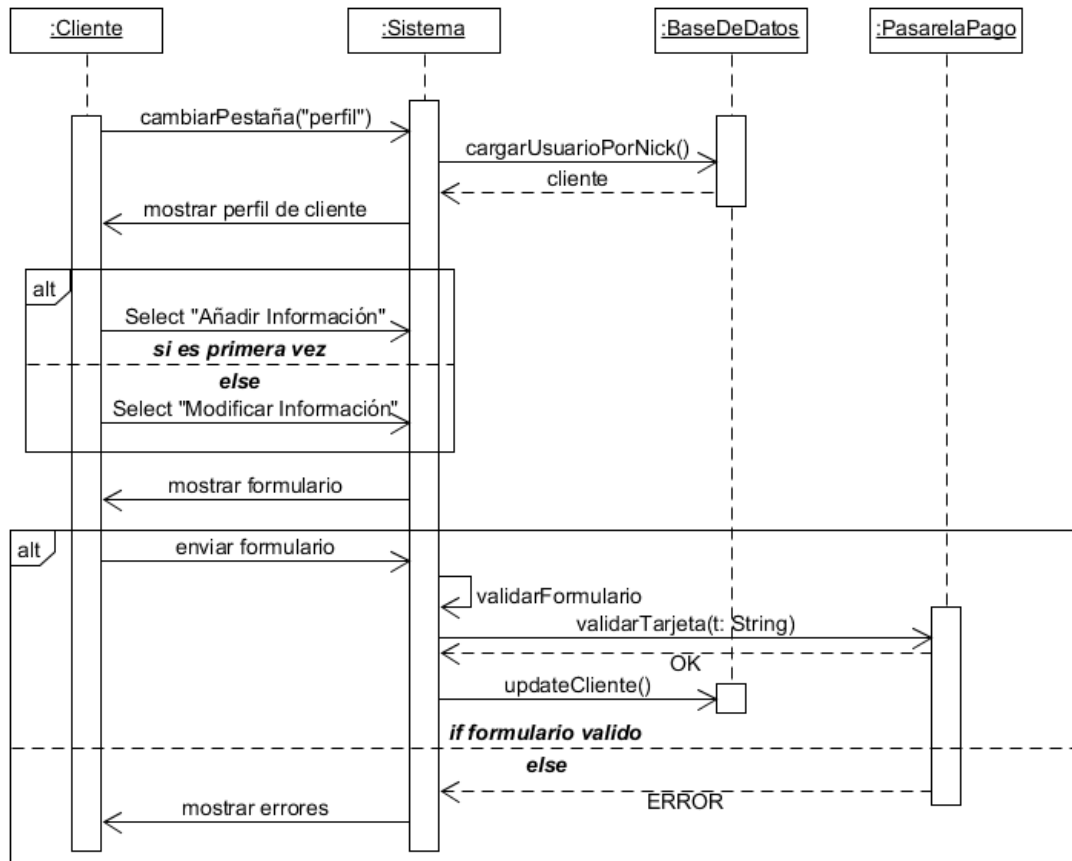 :Cliente
:Sistema
:BaseDeDatos
:PasarelaPago
cambiarPestaña("perfil")
cargarUsuarioPorNick()
cliente
mostrar perfil de cliente
alt
Select "Añadir Información"
si es primera vez
else
Select "Modificar Información"
mostrar formulario
alt
enviar formulario
validarFormulario
validarTarjeta(t: String)
OK
updateCliente()
if formulario valido
else
ERROR
mostrar errores